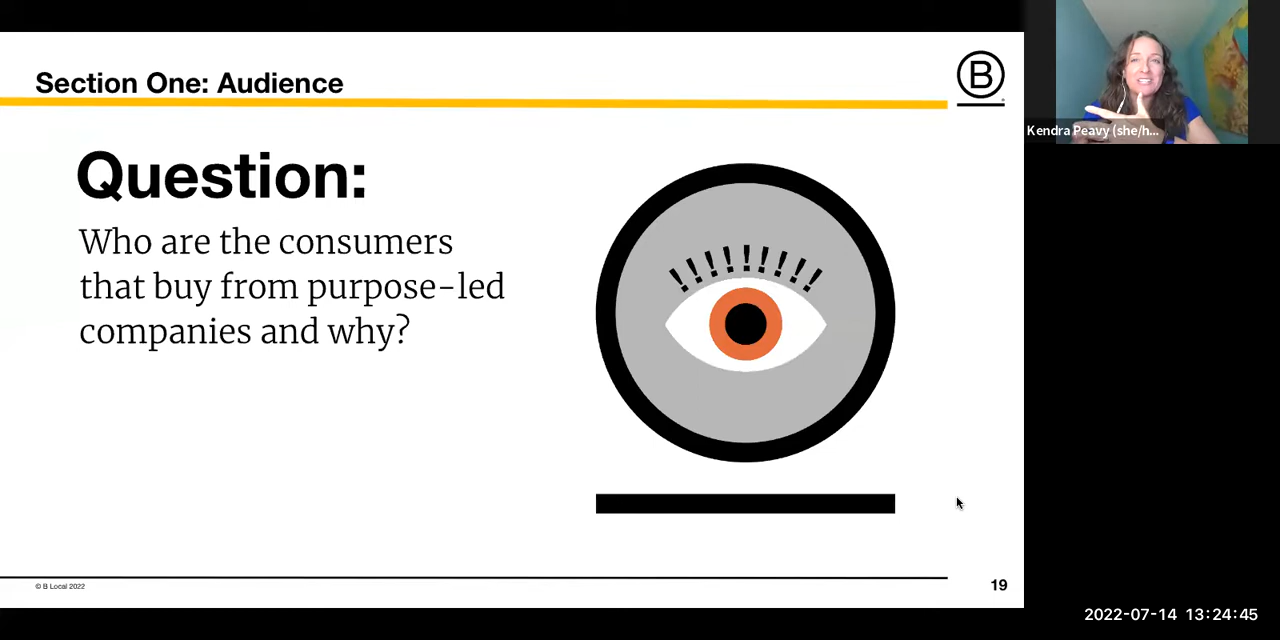 Section One: Audience
B
Question:
Who are the consumers
that buy from purpose-led
companies and why?
© B Local 2022
19
Kendra Peavy (she/h...
2022-07-14 13:24:45